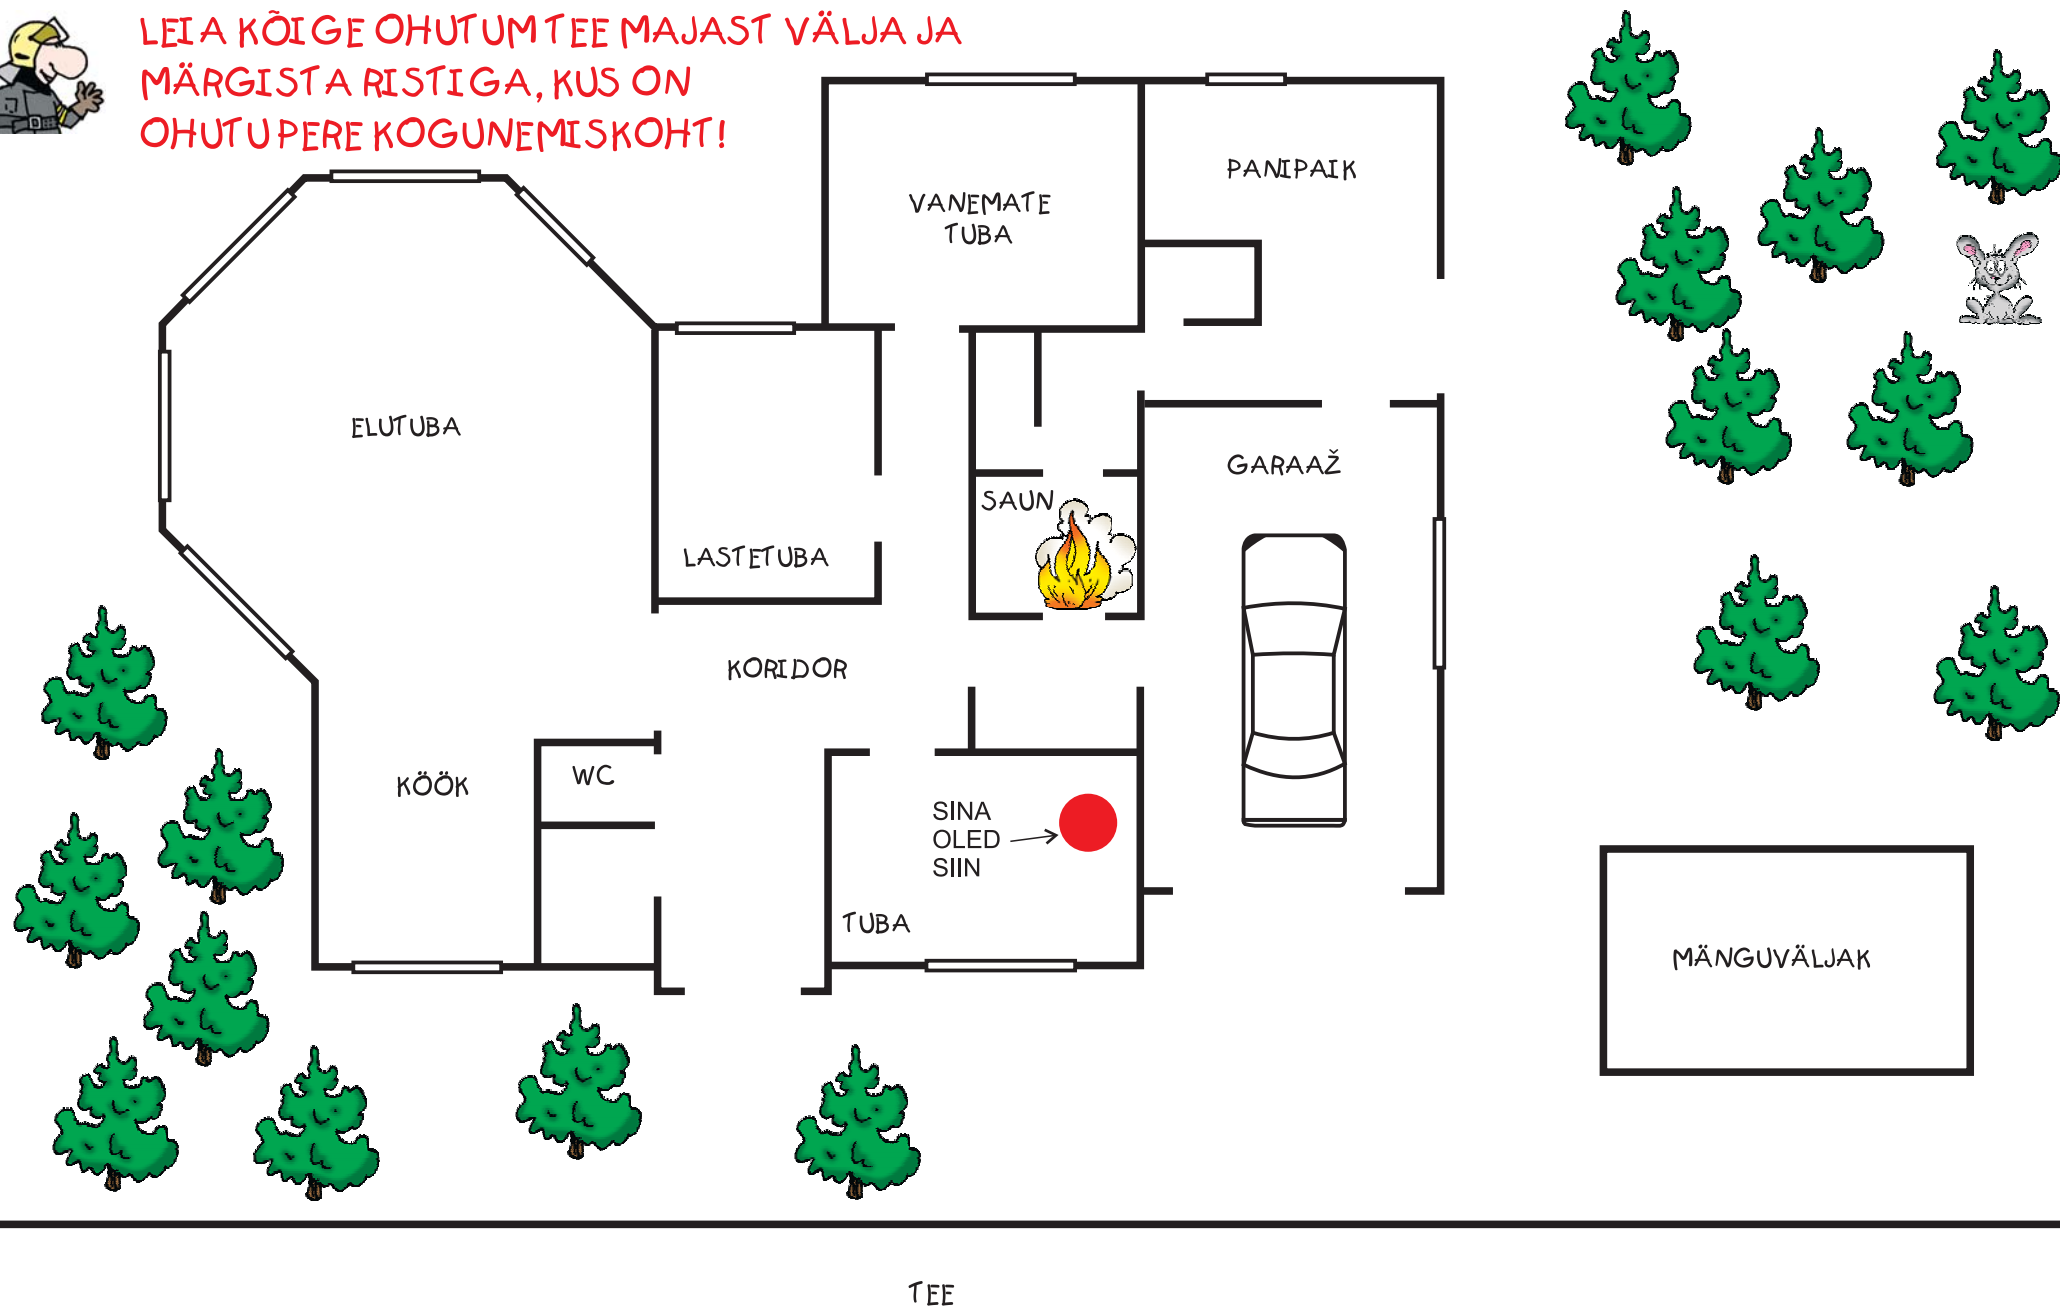 LEIA KÕIGE OHUTUM TEE MAJAST VÄLJA JA
MÄRGISTA RISTIGA, KUS ON
OHUTU PERE KOGUNEMISKOHT!
PANIPAIK
VANEMATE
TUBA
ELUTUBA
GARAAŽ
SAUN
LASTETUBA
KORIDOR
KÖÖK
WC
SINA
OLED
SIIN
TUBA
MÄNGUVÄLJAK
TEE